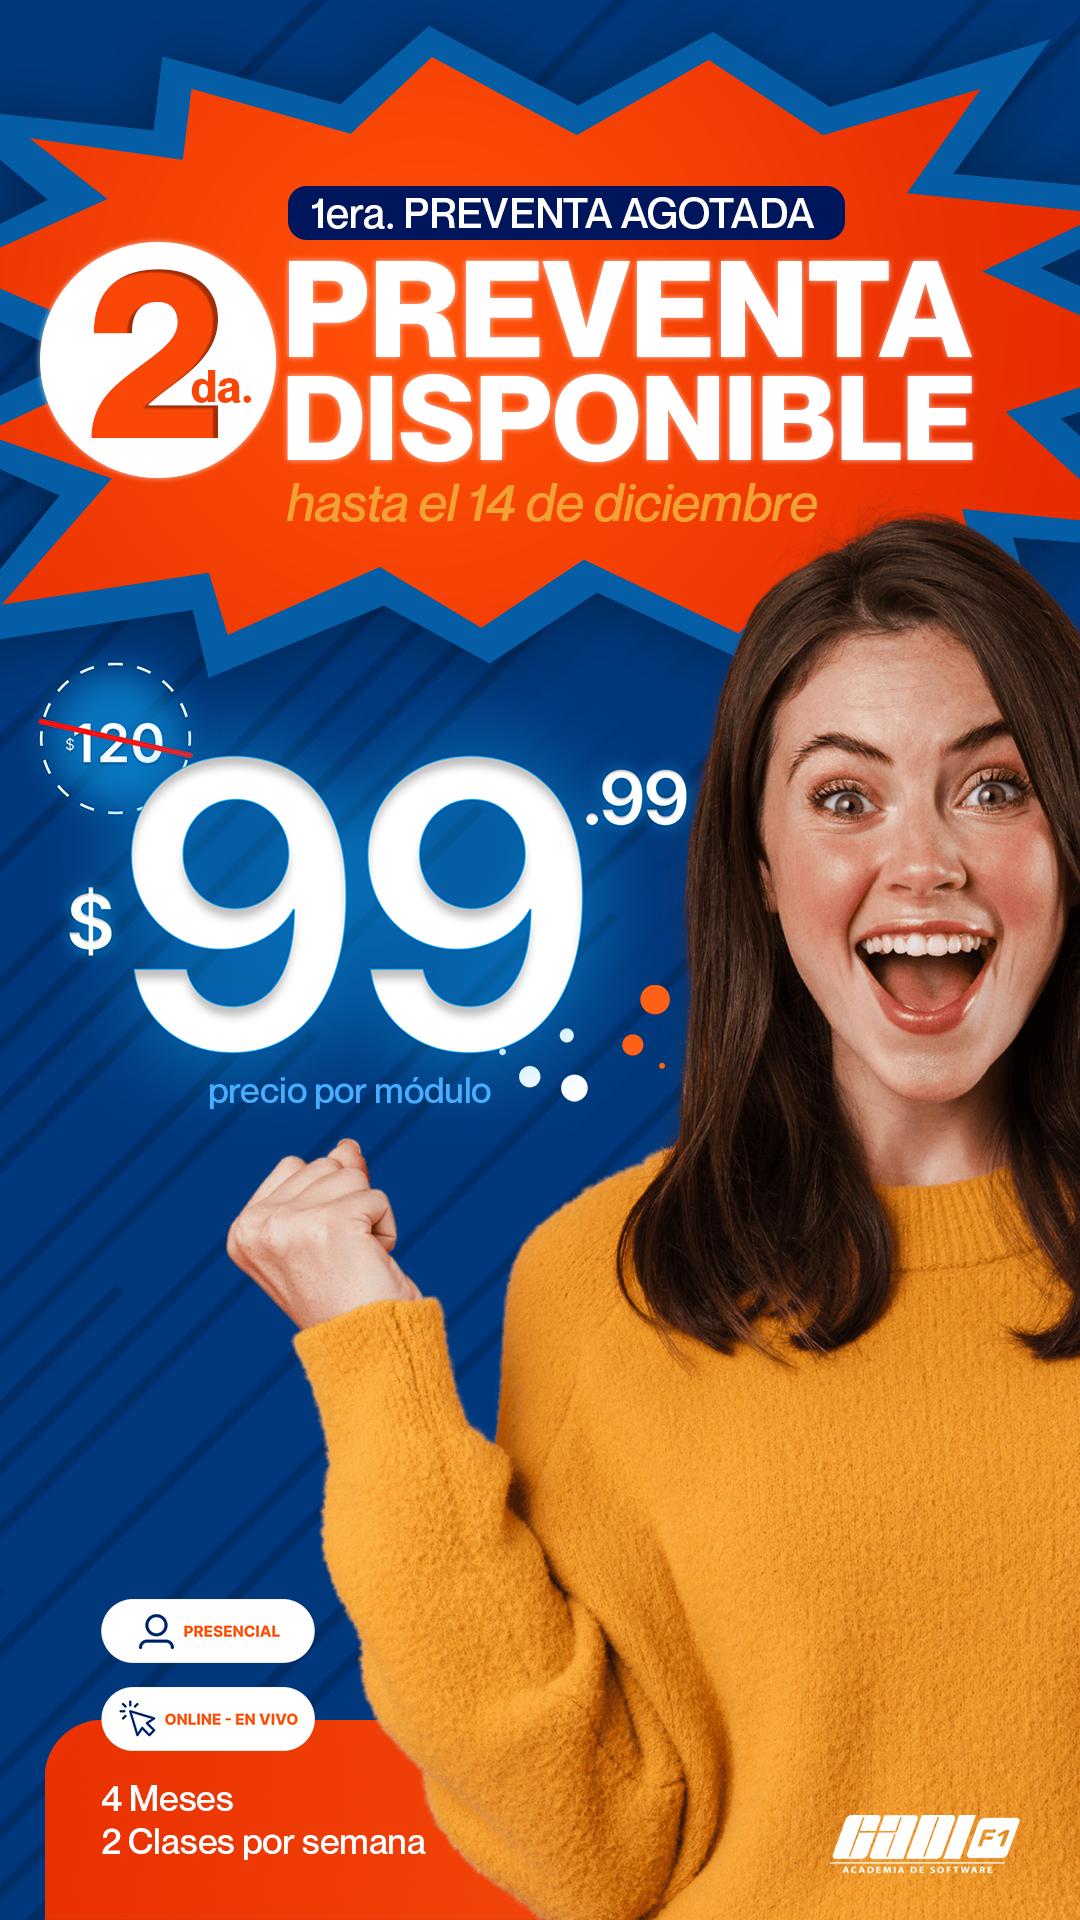 1era. PREVENTA AGOTADA
2da.
PREVENTA
DISPONIBLE
hasta el 14 de diciembre
$120
$99.99
precio por módulo
PRESENCIAL
ONLINE - EN VIVO
4 Meses
2 Clases por semana
CADI F1
ACADEMIA DE SOFTWARE